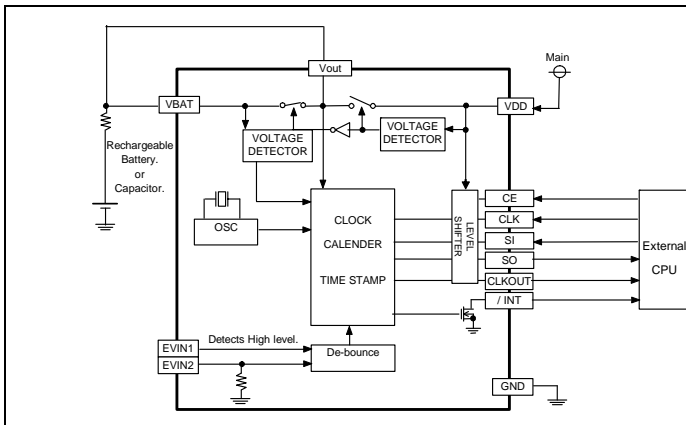 Main
Vout
VBAT
VDD
VOLTAGE
DETECTOR
VOLTAGE
DETECTOR
Rechargeable
Battery.
or
Capacitor.
OSC
CLOCK
CALENDER
TIME STAMP
LEVEL
SHIFTER
CE
CLK
SI
SO
CLKOUT
/ INT
External
CPU
EVIN1
EVIN2
Detects High level.
De-bounce
GND